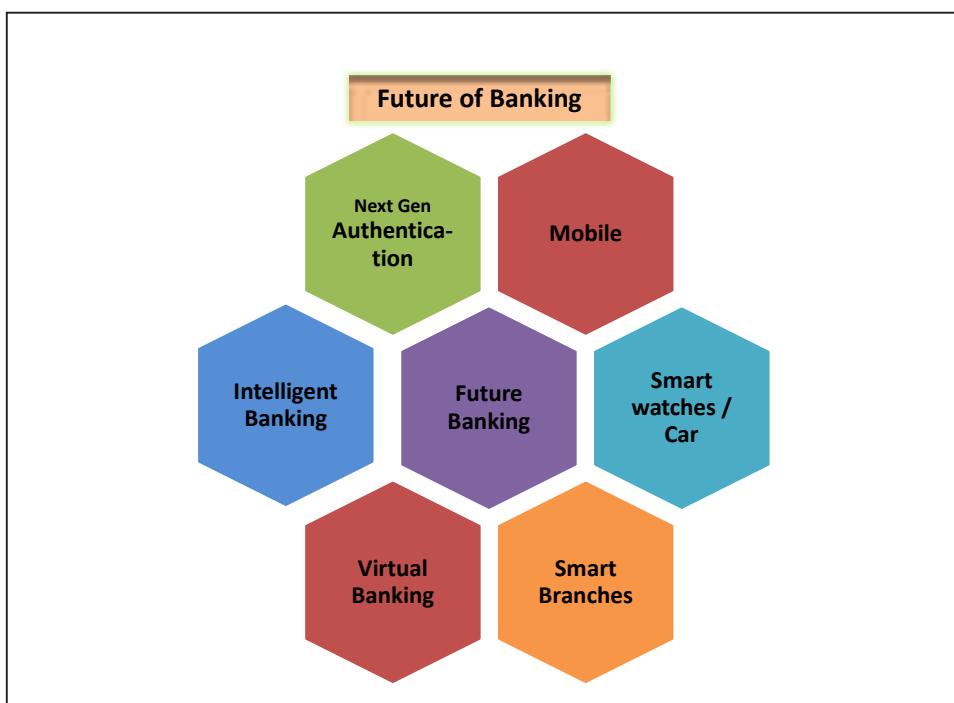 Future of Banking
Next Gen
Authentica-
tion
Mobile
Intelligent
Banking
Future
Banking
Smart
watches /
Car
Virtual
Banking
Smart
Branches